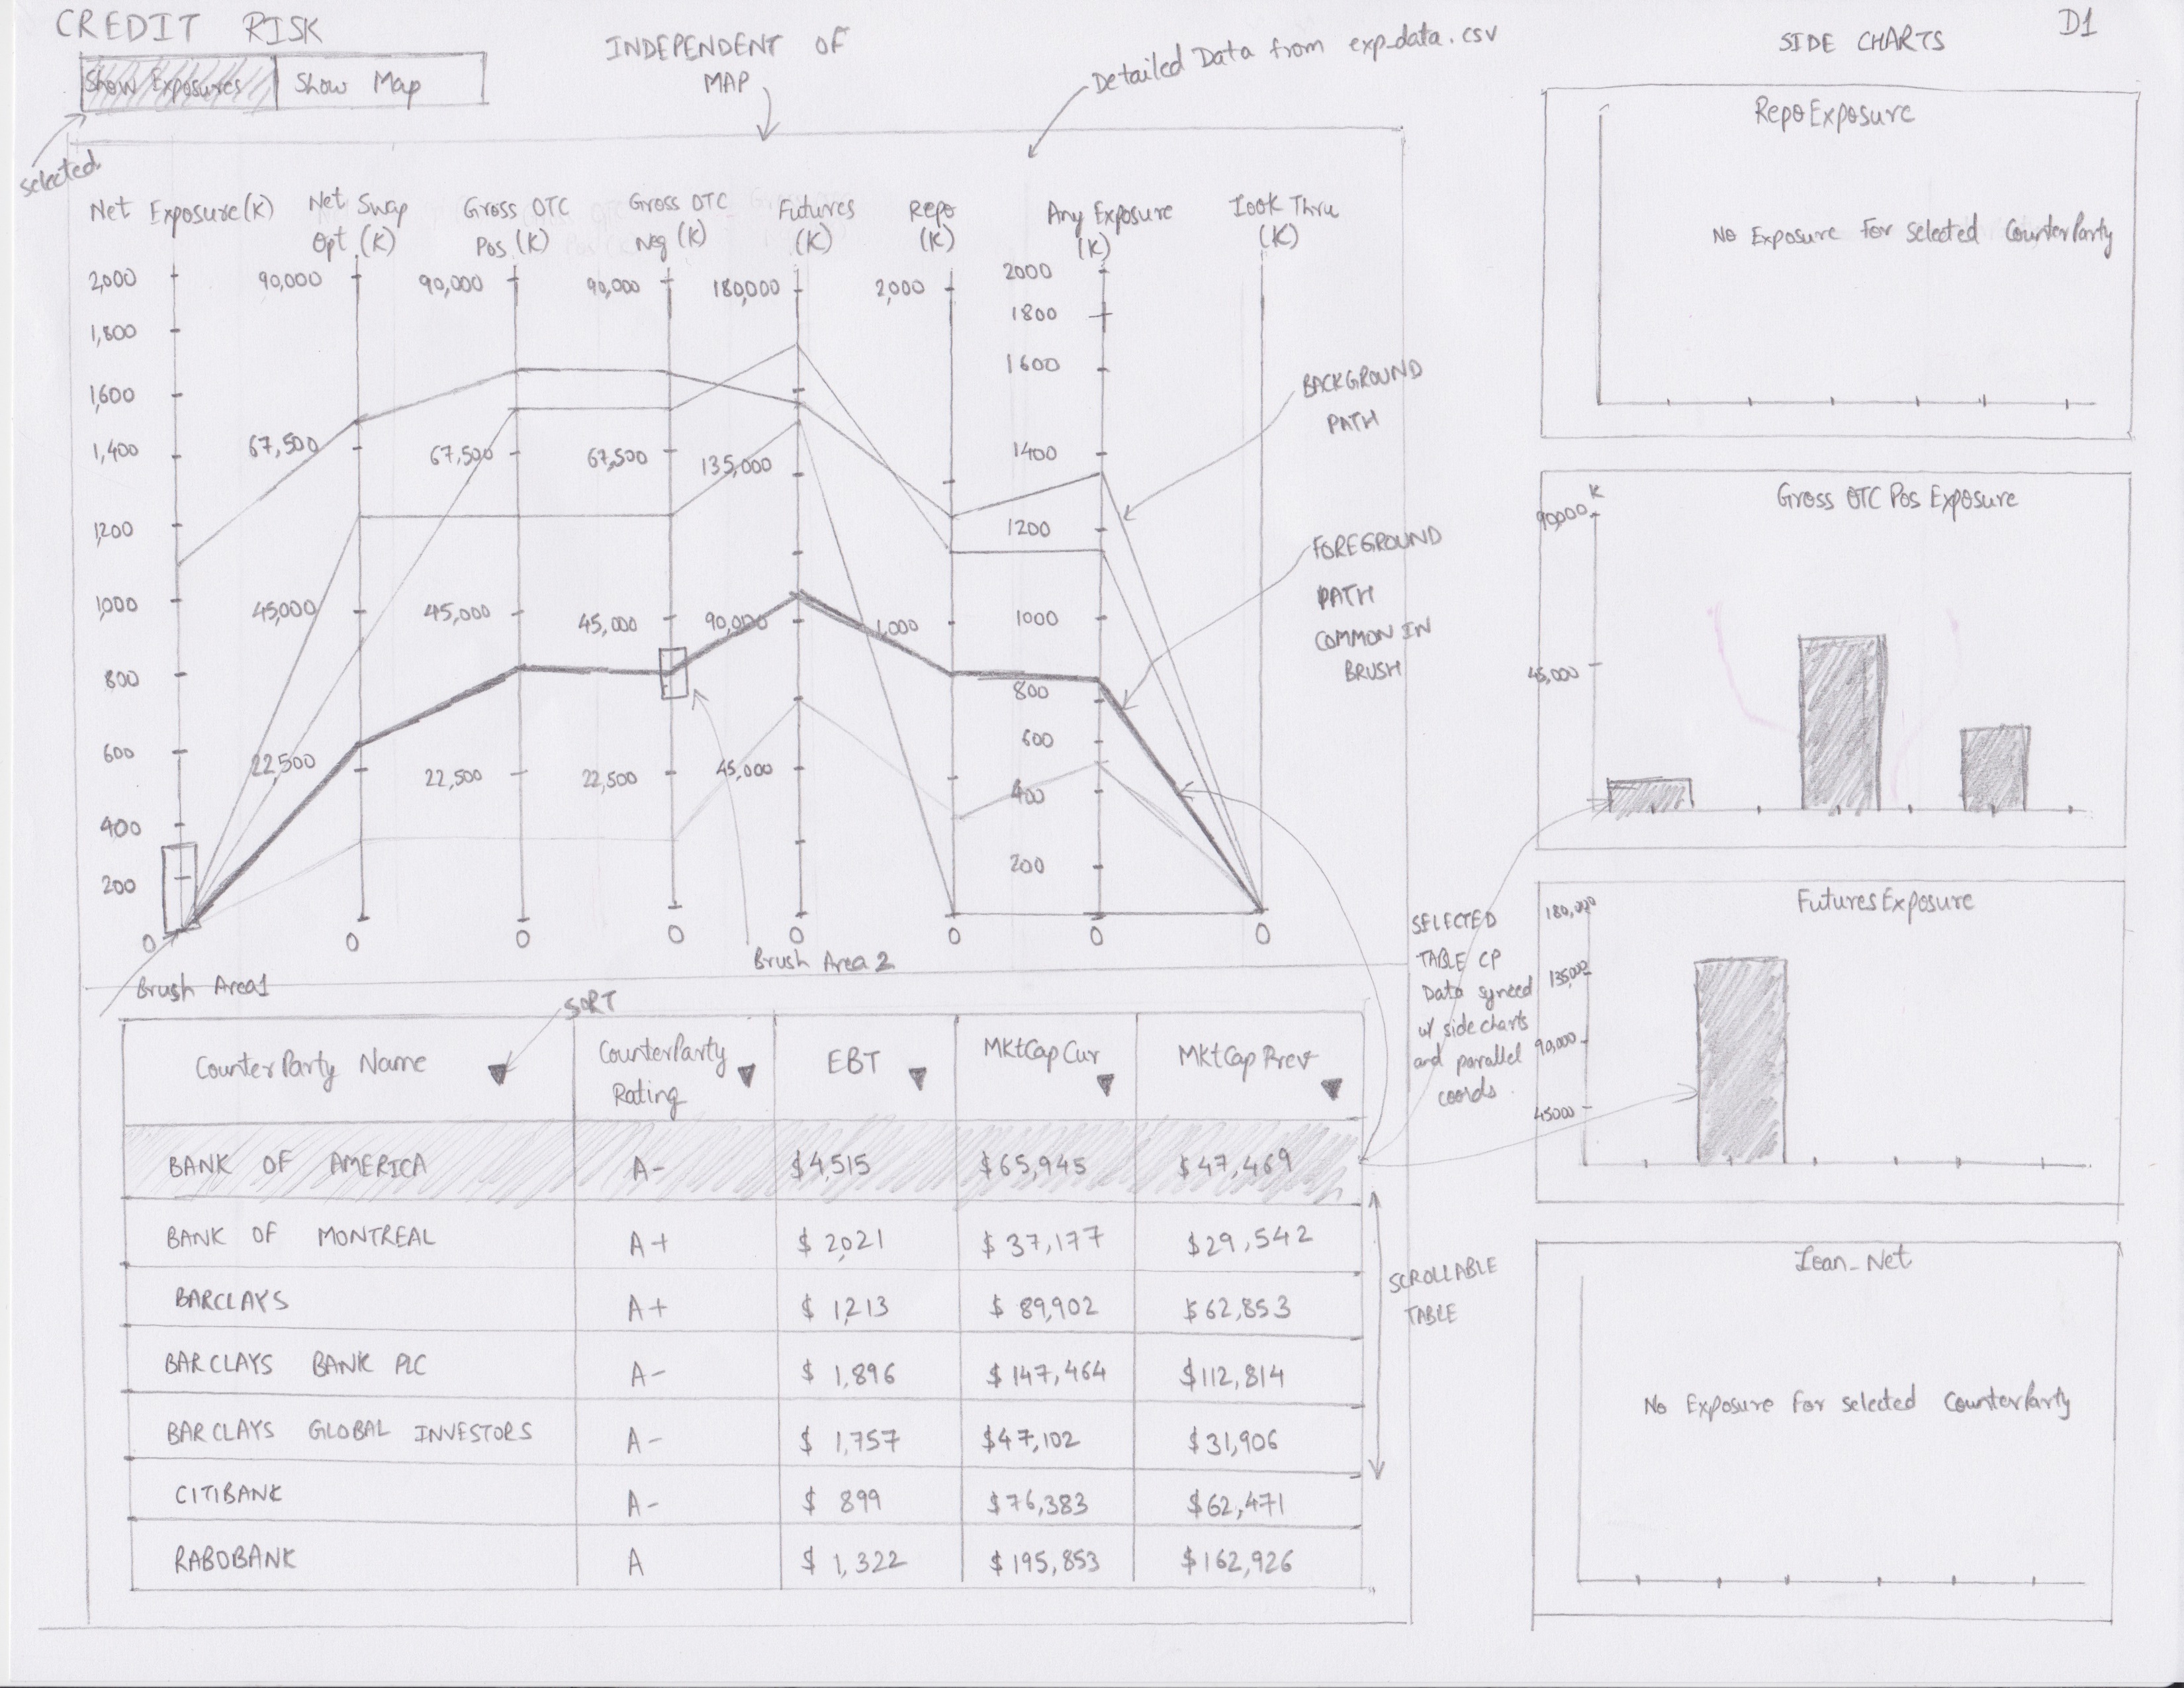 CREDIT RISK
Show Exposures
Show Map
Selected
INDEPENDENT OF
MAP
Detailed Data from exp_data.csv
SIDE CHARTS
D1
Net Exposure(K)
Net Swap
Opt (K)
Gross OTC
Pos (K)
Gross OTC
Neg (K)
Futures
(K)
Repo
(K)
Any Exposure
(K)
Look Thru
(K)
2,000
1,800
1,600
1,400
1,200
1,000
800
600
400
200
0
90,000
67,500
45,000
22,500
0
90,000
67,500
45,000
22,500
0
90,000
67,500
45,000
22,500
0
180,000
135,000
90,000
45,000
0
2,000
1,000
0
2000
1800
1600
1400
1200
1000
800
600
400
200
0
0
BACKGROUND
PATH
FOREGROUND
PATH
COMMON IN
BRUSH
Brush Area1
Brush Area 2
SORT
SELECTED
TABLE CP
Data synced
w/ side charts
and parallel
coords.
CounterParty Name
CounterParty
Rating
EBT
MktCap Cur
MktCap Prev
BANK OF AMERICA A- $4,515 $65,945 $47,469
BANK OF MONTREAL A+ $ 2,021 $ 37,177 $29,542
BARCLAYS A+ $ 1,213 $ 89,902 $62,853
BARCLAYS BANK PLC A- $ 1,896 $ 147,464 $112,814
BARCLAYS GLOBAL INVESTORS A- $ 1,757 $47,102 $31,906
CITIBANK A- $ 899 $76,383 $62,471
RABOBANK A $ 1,322 $ 195,853 $162,926
SCROLLABLE
TABLE
Repo Exposure
No Exposure for selected CounterParty
Gross OTC Pos Exposure
K
90,000
45,000
Futures Exposure
180,000
135,000
90,000
45000
Loan_Net
No Exposure for selected CounterParty